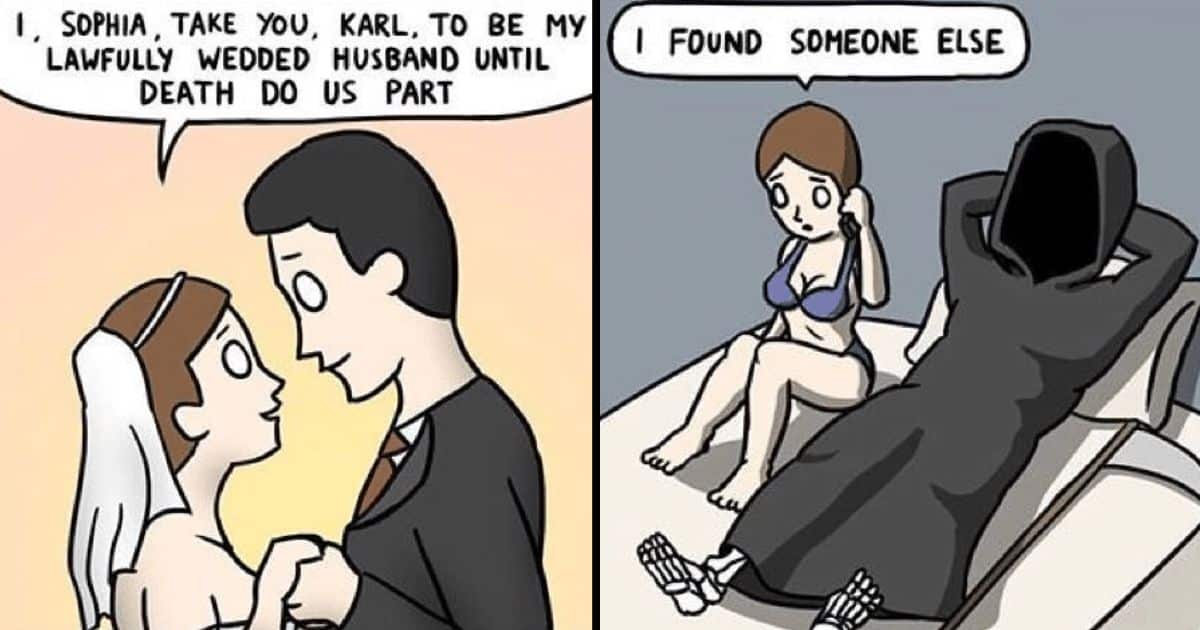 I, SOPHIA, TAKE YOU, KARL, TO BE MY
LAWFULLY WEDDED HUSBAND UNTIL
DEATH DO US PART
I FOUND SOMEONE ELSE